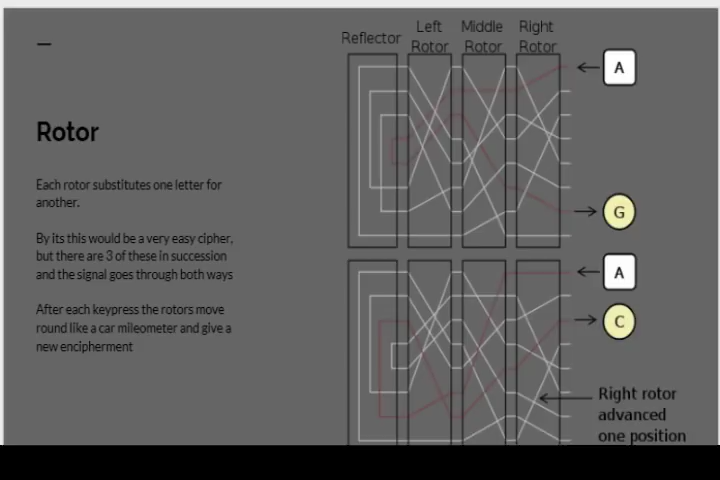 Rotor
Each rotor substitutes one letter for
another.
By its this would be a very easy cipher,
but there are 3 of these in succession
and the signal goes through both ways
After each keypress the rotors move
round like a car mileometer and give a
new encipherment
Reflector
Left
Rotor
Middle
Rotor
Right
Rotor
A
G
A
C
Right rotor
advanced
one position